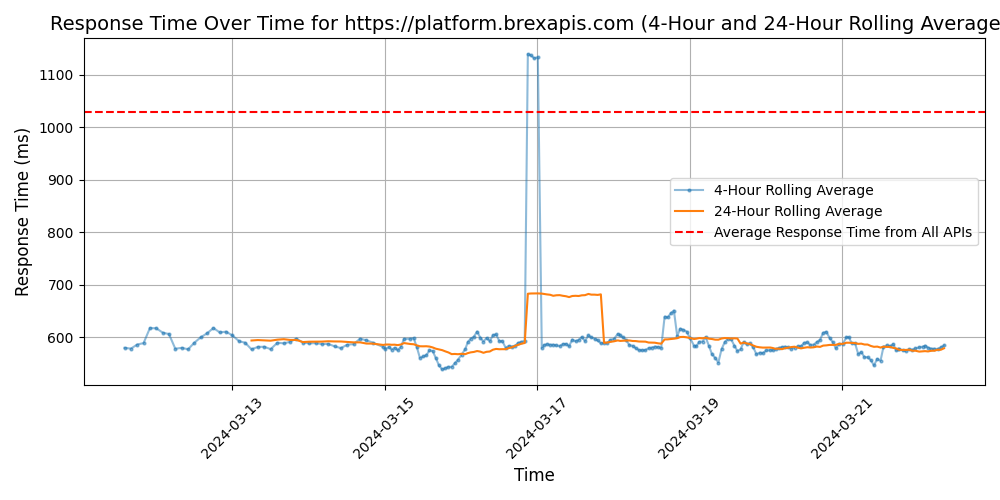 Response Time Over Time for https://platform.brexapis.com (4-Hour and 24-Hour Rolling Average
1100
1000
900
800
700
600
Response Time (ms)
4-Hour Rolling Average
24-Hour Rolling Average
Average Response Time from All APIs
2024-03-13
2024-03-15
2024-03-17
2024-03-19
2024-03-21
Time